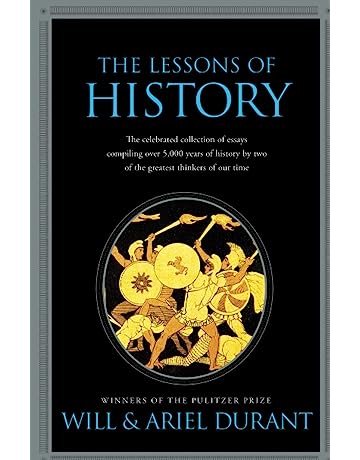 THE LESSONS OF
HISTORY
The celebrated collection of essays
compiling over 5,000 years of history by two
of the greatest thinkers of our time
WINNERS OF THE PULITZER PRIZE
WILL & ARIEL DURANT